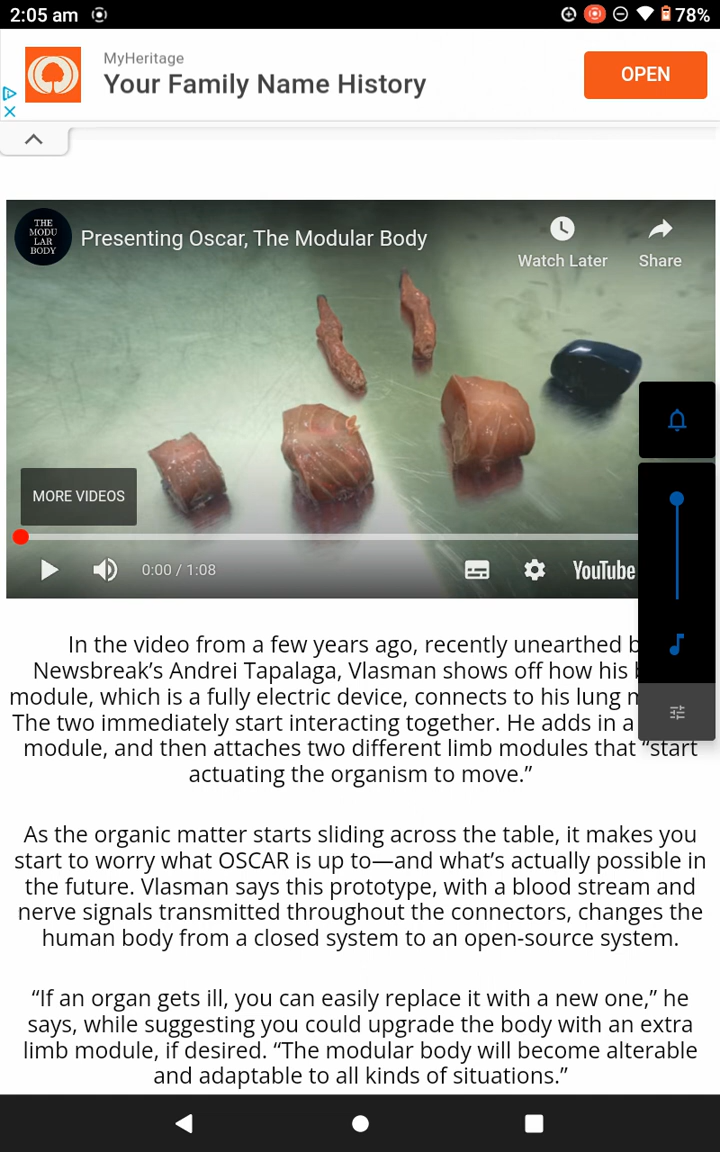 2:05 am
78%
MyHeritage
Your Family Name History
OPEN
THE
MODU
LAR
BODY
Presenting Oscar, The Modular Body
Watch Later
Share
MORE VIDEOS
0:00 / 1:08
YouTube
In the video from a few years ago, recently unearthed
Newsbreak’s Andrei Tapalaga, Vlasman shows off how his
module, which is a fully electric device, connects to his lung
The two immediately start interacting together. He adds in a
module, and then attaches two different limb modules that “start
actuating the organism to move.”
As the organic matter starts sliding across the table, it makes you
start to worry what OSCAR is up to—and what’s actually possible in
the future. Vlasman says this prototype, with a blood stream and
nerve signals transmitted throughout the connectors, changes the
human body from a closed system to an open-source system.
“If an organ gets ill, you can easily replace it with a new one,” he
says, while suggesting you could upgrade the body with an extra
limb module, if desired. “The modular body will become alterable
and adaptable to all kinds of situations.”